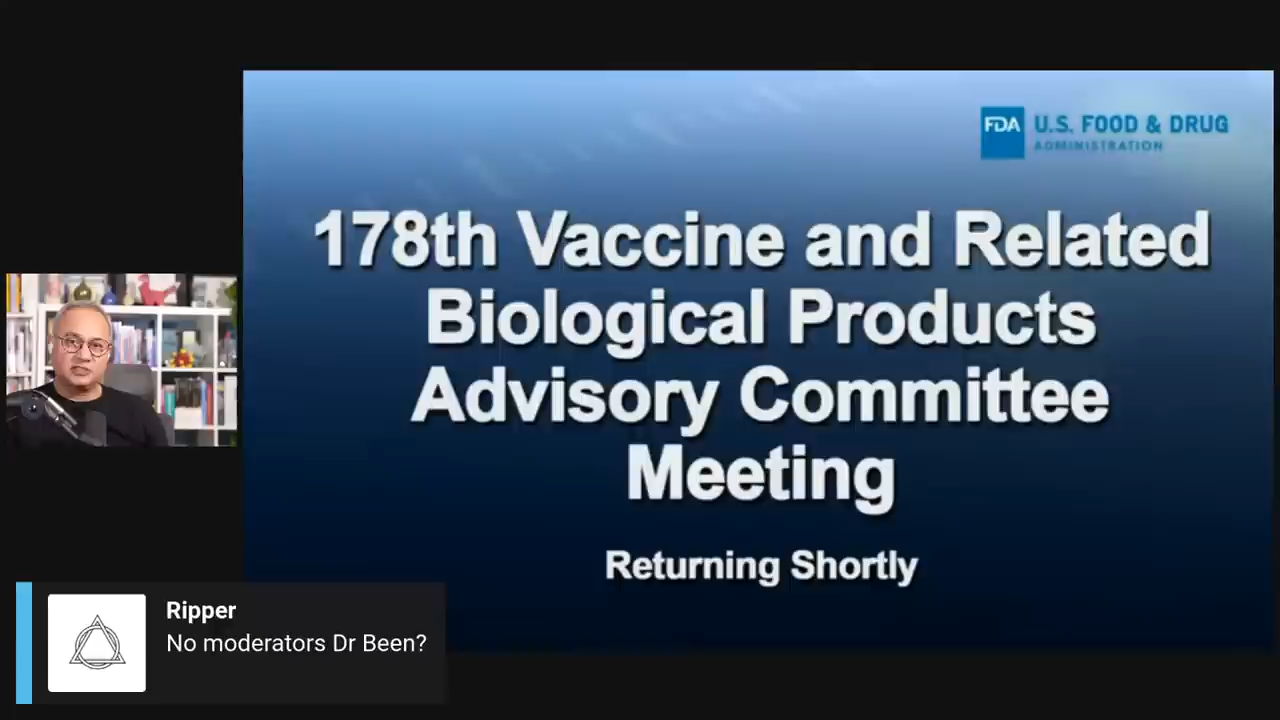 FDA
U.S. FOOD & DRUG
ADMINISTRATION
178th Vaccine and Related
Biological Products
Advisory Committee
Meeting
Returning Shortly
Ripper
No moderators Dr Been?